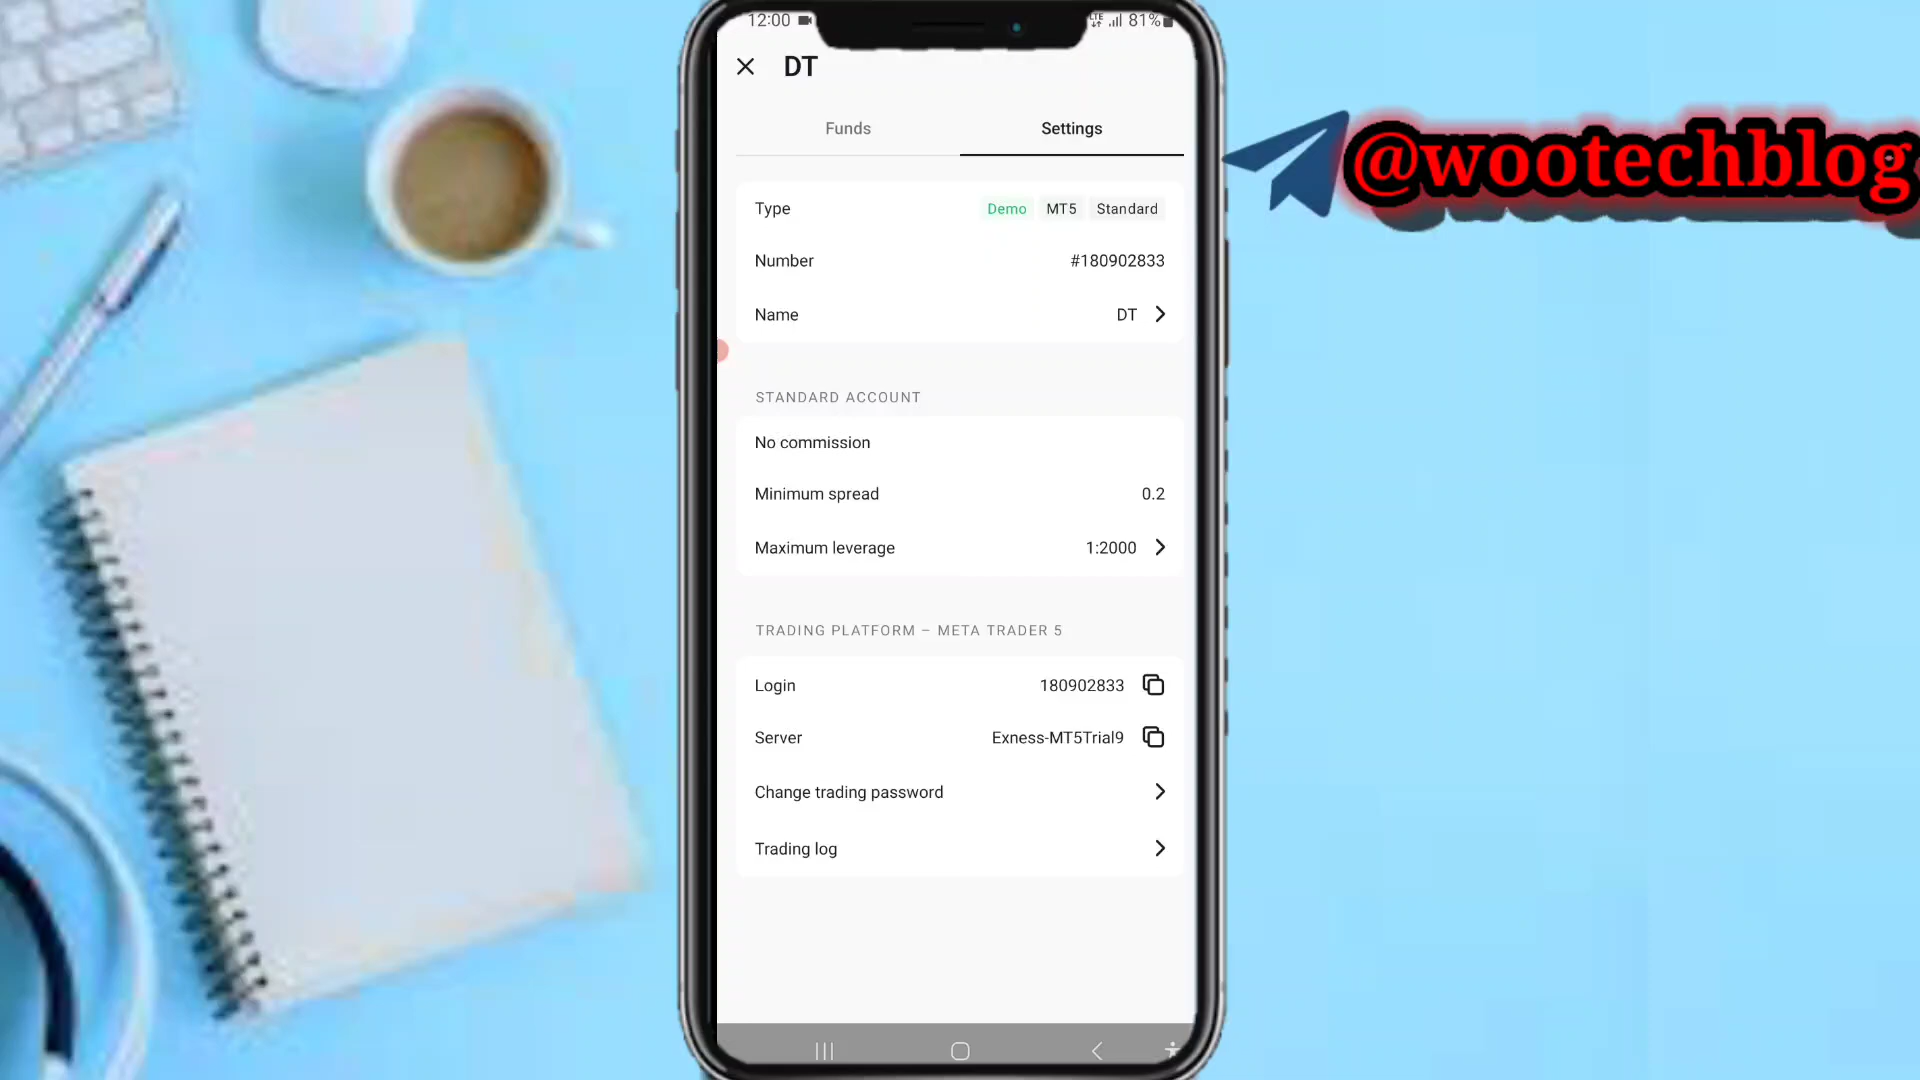 12:00
LTE
81%
DT
Funds
Settings
Type
Demo
MT5
Standard
Number
#180902833
Name
DT
STANDARD ACCOUNT
No commission
Minimum spread
0.2
Maximum leverage
1:2000
TRADING PLATFORM – META TRADER 5
Login
180902833
Server
Exness-MT5Trial9
Change trading password
Trading log
@wootechblog